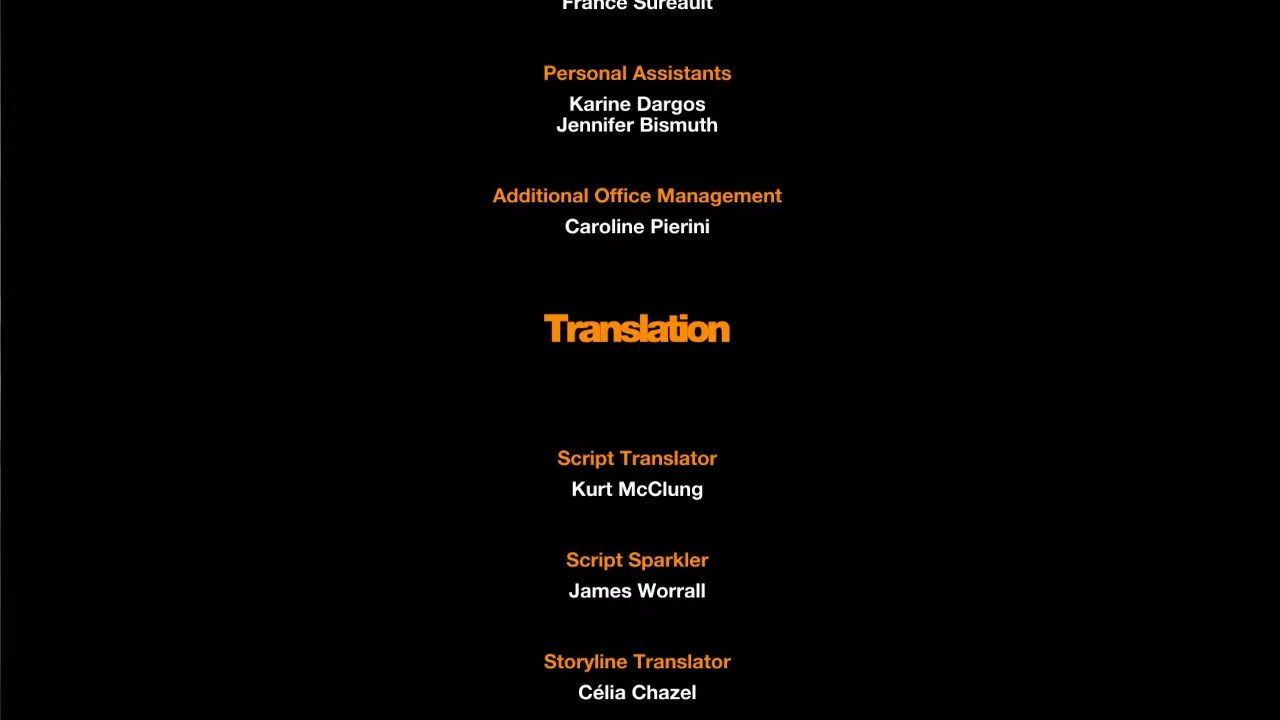 France Sureault
Personal Assistants
Karine Dargos
Jennifer Bismuth
Additional Office Management
Caroline Pierini
Translation
Script Translator
Kurt McClung
Script Sparkler
James Worrall
Storyline Translator
Célia Chazel